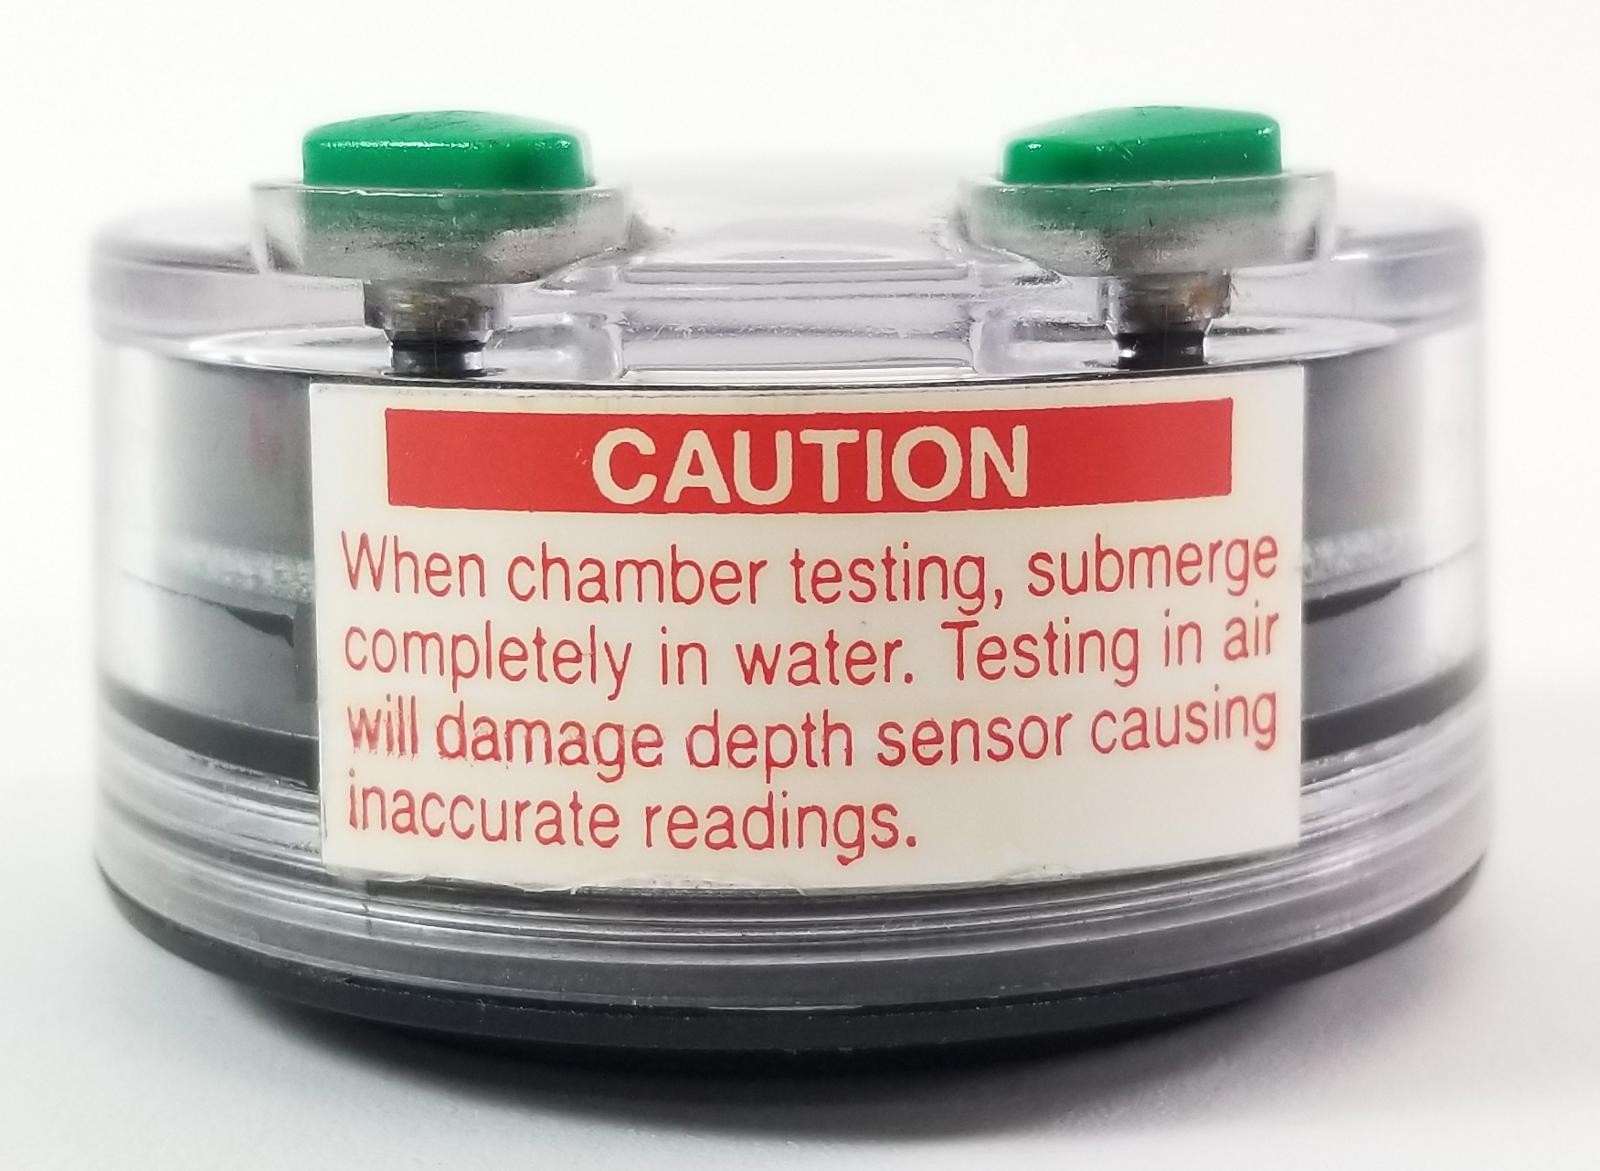 CAUTION
When chamber testing, submerge
completely in water. Testing in air
will damage depth sensor causing
inaccurate readings.